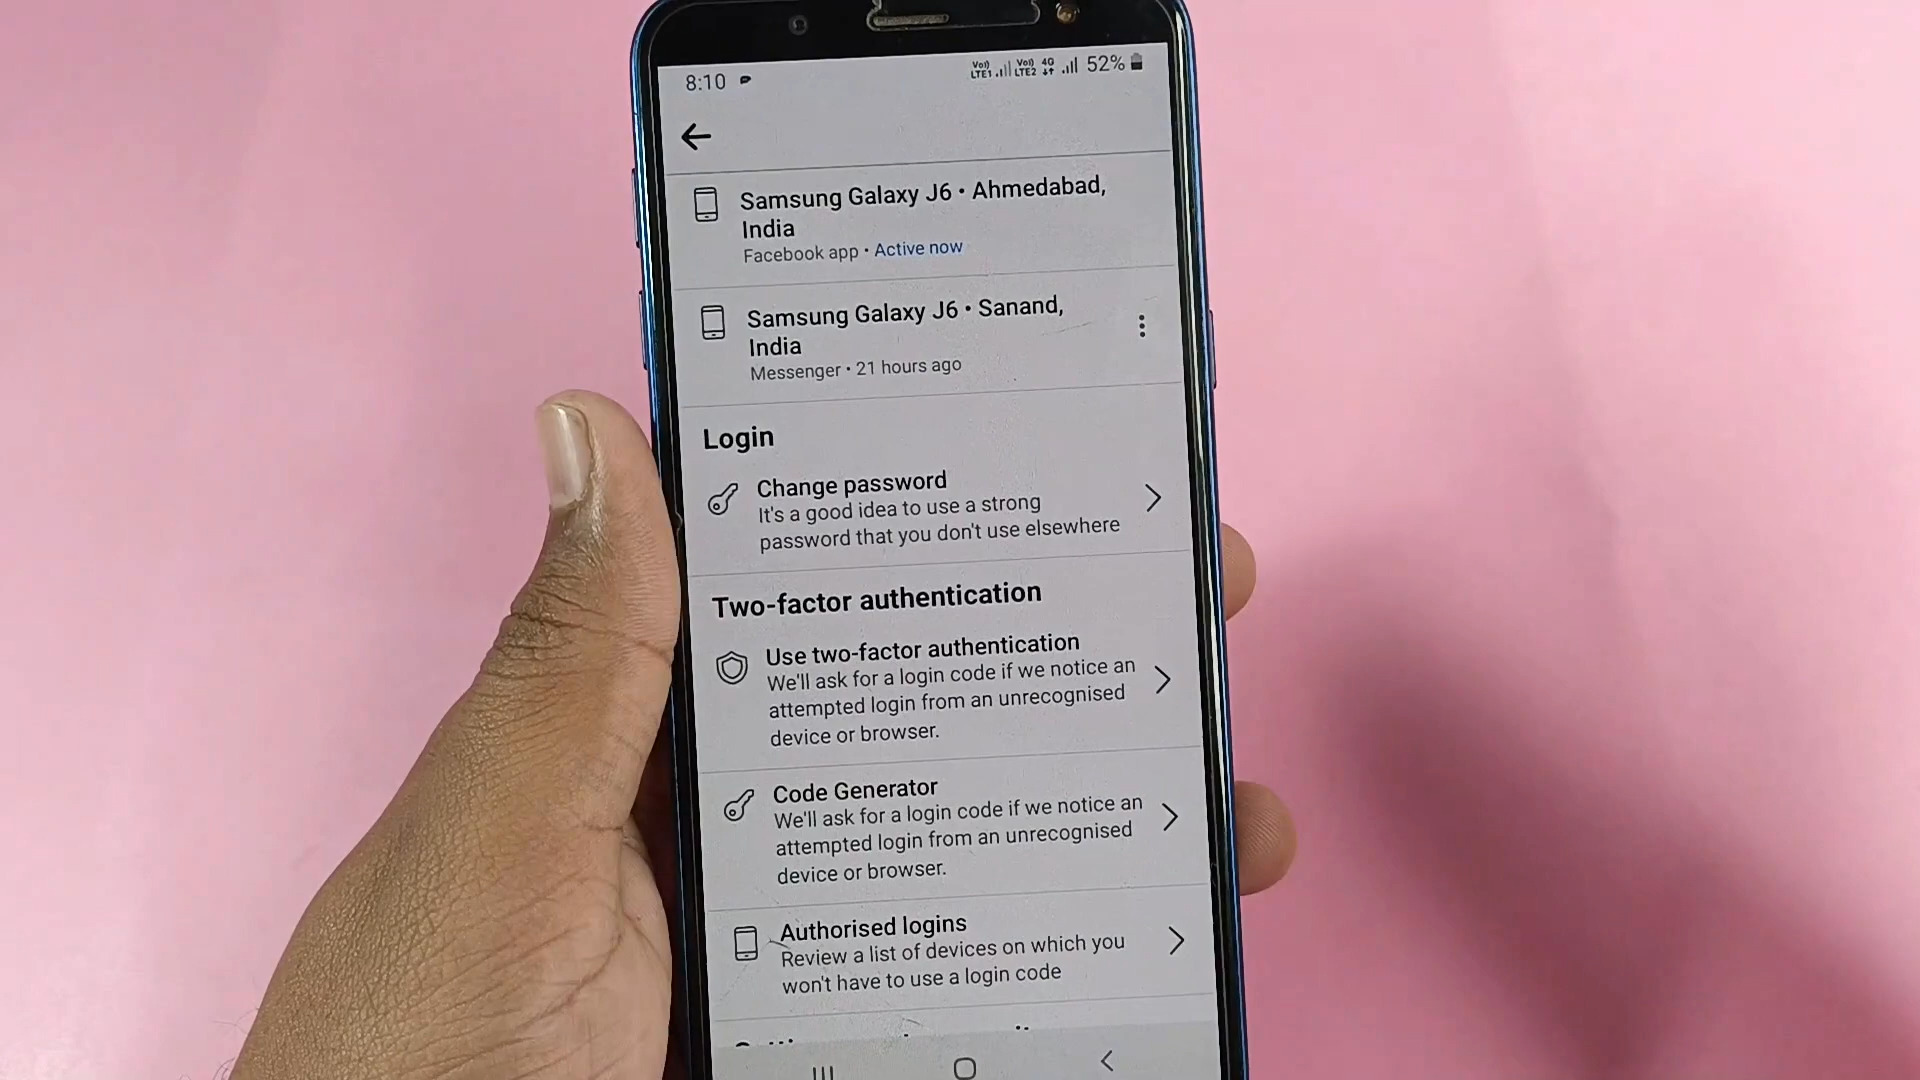 8:10
Vo)) LTE1 Vo)) LTE2 4G 52%
Samsung Galaxy J6 • Ahmedabad,
India
Facebook app • Active now
Samsung Galaxy J6 • Sanand,
India
Messenger • 21 hours ago
Login
Change password
It's a good idea to use a strong
password that you don't use elsewhere
Two-factor authentication
Use two-factor authentication
We'll ask for a login code if we notice an
attempted login from an unrecognised
device or browser.
Code Generator
We'll ask for a login code if we notice an
attempted login from an unrecognised
device or browser.
Authorised logins
Review a list of devices on which you
won't have to use a login code